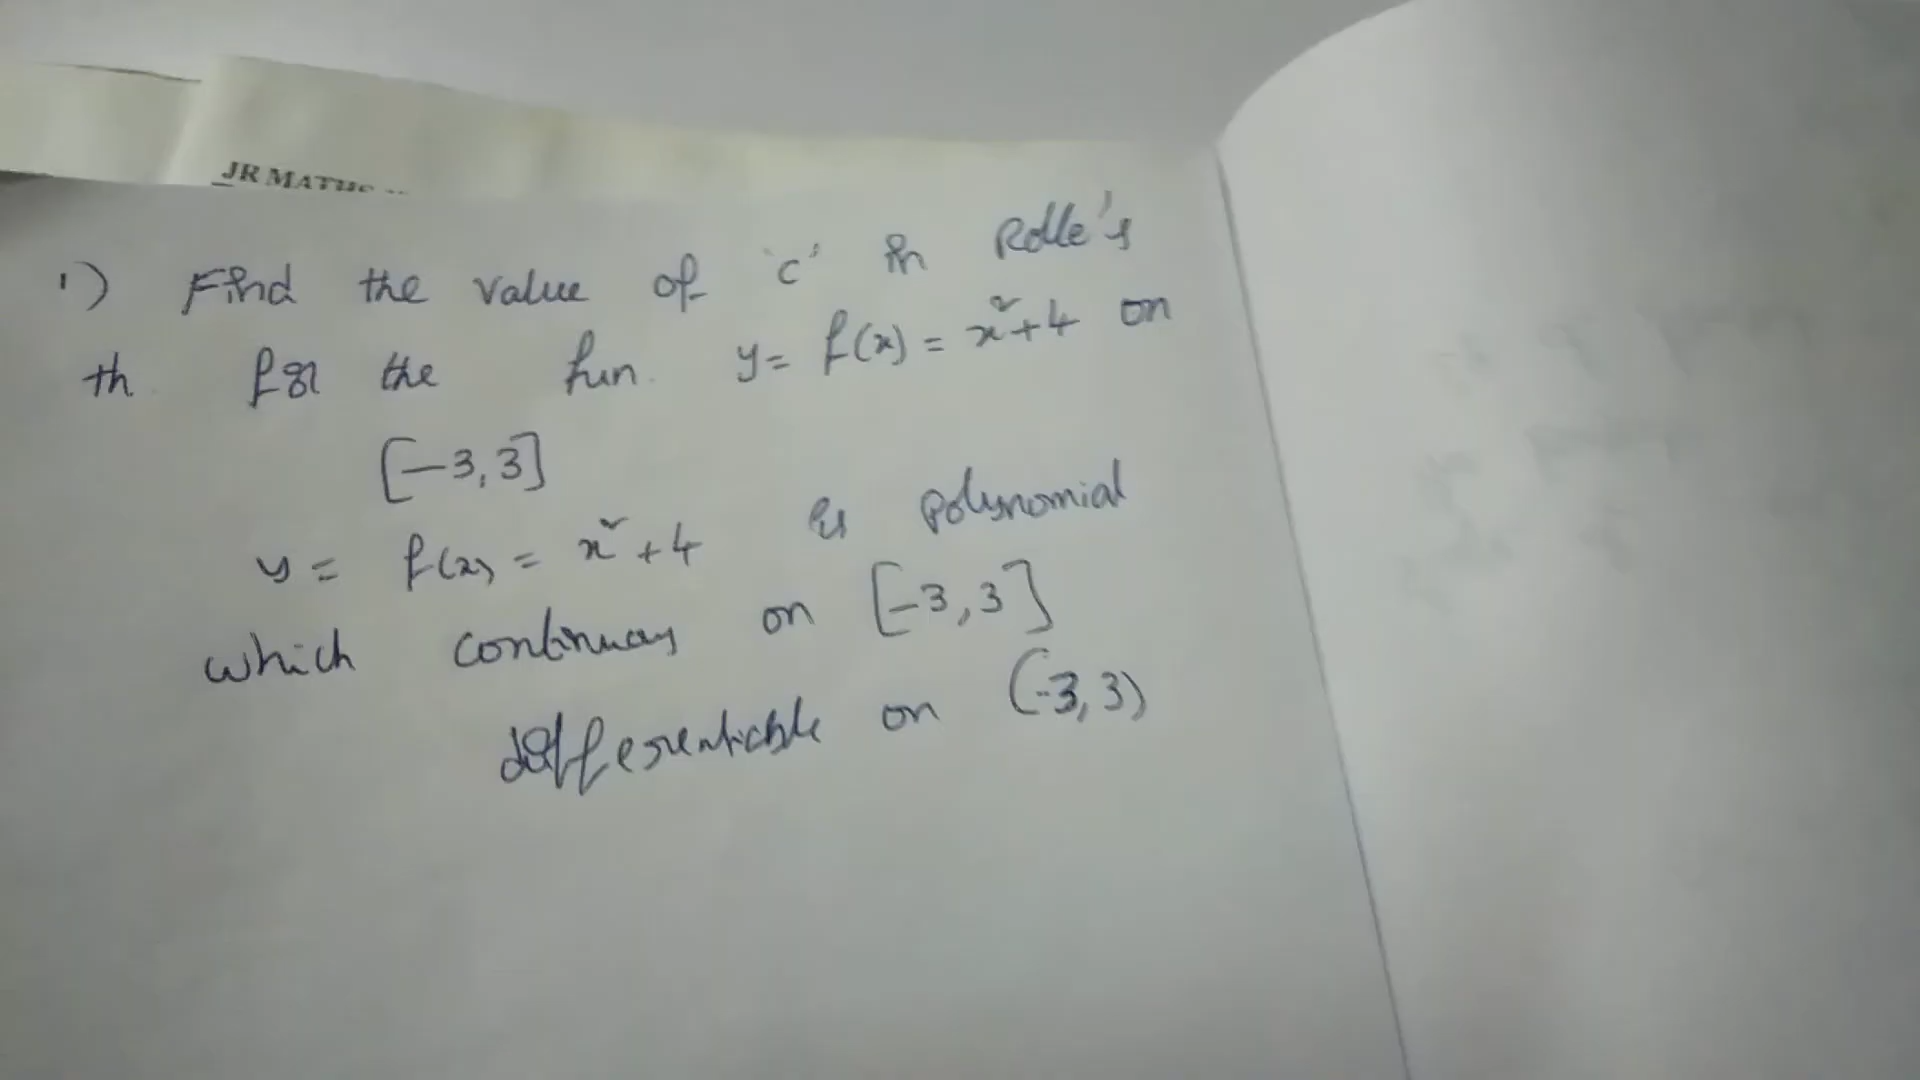 JR MATHS
1) Find the value of 'c' in Rolle's
th. for the fun. y = f(x) = x²+4 on
[-3,3]
y = f(x) = x²+4 is polynomial
which continuous on [-3,3]
differentiable on (-3,3)